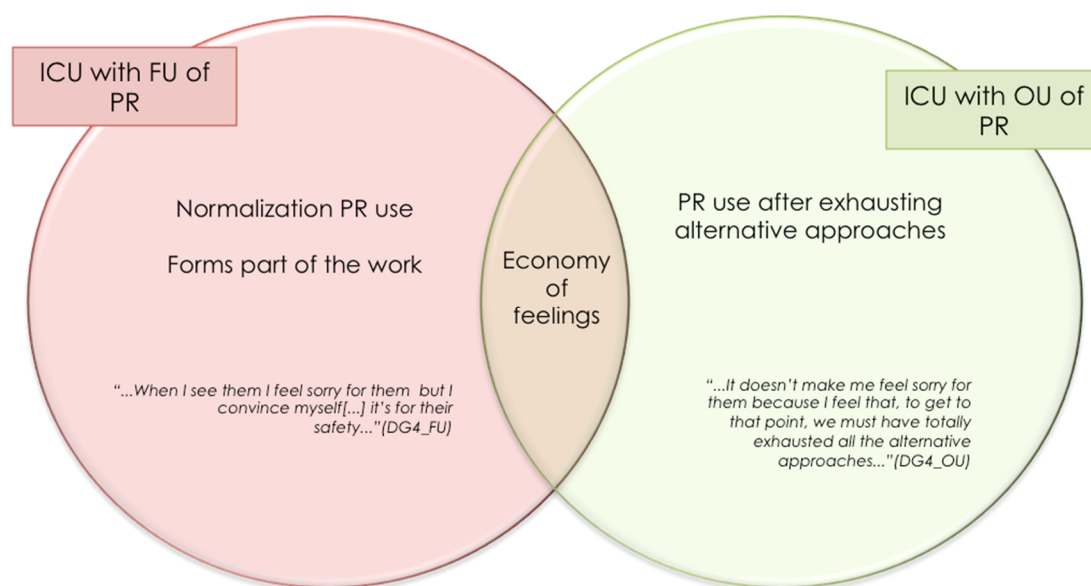 ICU with FU of
PR
ICU with OU of
PR
Normalization PR use
Forms part of the work
“...When I see them I feel sorry for them but I
convince myself[...] it’s for their
safety...”(DG4_FU)
Economy
of
feelings
PR use after exhausting
alternative approaches
“...It doesn’t make me feel sorry for
them because I feel that, to get to
that point, we must have totally
exhausted all the alternative
approaches...”(DG4_OU)